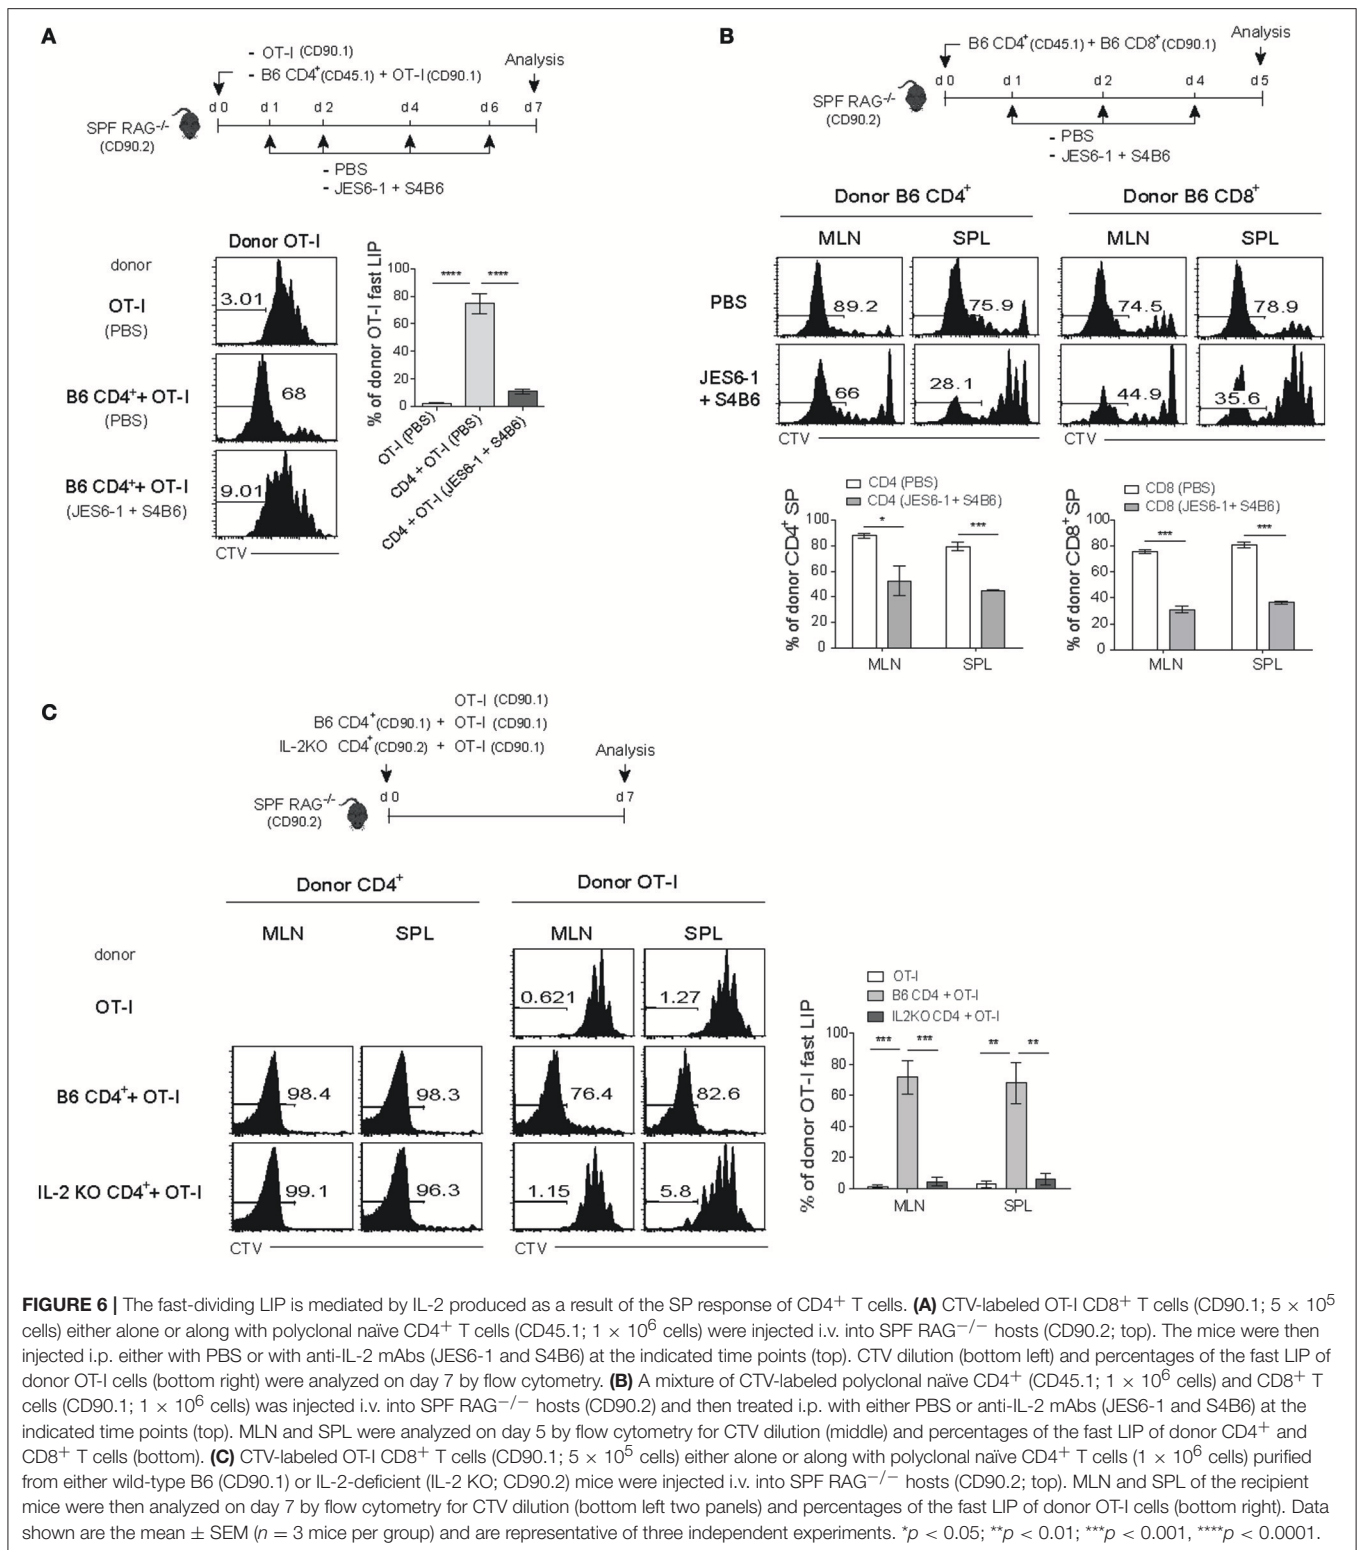 A
- OT-I (CD90.1)
- B6 CD4+(CD45.1) + OT-I (CD90.1)
Analysis
d 0 d 1 d 2 d4 d 6 d7
SPF RAG-/-
(CD90.2)
- PBS
- JES6-1 + S4B6
donor
Donor OT-I
OT-I
(PBS)
3.01
B6 CD4++ OT-I
(PBS)
68
B6 CD4++ OT-I
(JES6-1 + S4B6)
9.01
CTV
% of donor OT-I fast LIP
100
80
60
40
20
0
**** ****
OT-I (PBS)
CD4 + OT-I (PBS)
CD4 + OT-I (JES6-1 + S4B6)
B
B6 CD4+(CD45.1) + B6 CD8+(CD90.1)
Analysis
d 0 d 1 d 2 d 4 d 5
SPF RAG-/-
(CD90.2)
- PBS
- JES6-1 + S4B6
Donor B6 CD4+ Donor B6 CD8+
MLN SPL MLN SPL
PBS
89.2 75.9 74.5 78.9
JES6-1
+ S4B6
66 28.1 44.9 35.6
CTV CTV
CD4 (PBS)
CD4 (JES6-1+ S4B6)
% of donor CD4+ SP
100
80
60
40
20
0
* ***
MLN SPL
CD8 (PBS)
CD8 (JES6-1+ S4B6)
% of donor CD8+ SP
100
80
60
40
20
0
*** ***
MLN SPL
C
OT-I (CD90.1)
B6 CD4+(CD90.1) + OT-I (CD90.1)
IL-2KO CD4+(CD90.2) + OT-I (CD90.1)
Analysis
d 0 d 7
SPF RAG-/-
(CD90.2)
Donor CD4+ Donor OT-I
MLN SPL MLN SPL
donor
OT-I
0.621 1.27
B6 CD4++ OT-I
98.4 98.3 76.4 82.6
IL-2 KO CD4++ OT-I
99.1 96.3 1.15 5.8
CTV CTV
OT-I
B6 CD4 + OT-I
IL2KO CD4 + OT-I
% of donor OT-I fast LIP
100
80
60
40
20
0
*** *** ** **
MLN SPL
FIGURE 6 | The fast-dividing LIP is mediated by IL-2 produced as a result of the SP response of CD4+ T cells. (A) CTV-labeled OT-I CD8+ T cells (CD90.1; 5 × 10^5
cells) either alone or along with polyclonal naïve CD4+ T cells (CD45.1; 1 × 10^6 cells) were injected i.v. into SPF RAG−/− hosts (CD90.2; top). The mice were then
injected i.p. either with PBS or with anti-IL-2 mAbs (JES6-1 and S4B6) at the indicated time points (top). CTV dilution (bottom left) and percentages of the fast LIP of
donor OT-I cells (bottom right) were analyzed on day 7 by flow cytometry. (B) A mixture of CTV-labeled polyclonal naïve CD4+ (CD45.1; 1 × 10^6 cells) and CD8+ T
cells (CD90.1; 1 × 10^6 cells) was injected i.v. into SPF RAG−/− hosts (CD90.2) and then treated i.p. with either PBS or anti-IL-2 mAbs (JES6-1 and S4B6) at the
indicated time points (top). MLN and SPL were analyzed on day 5 by flow cytometry for CTV dilution (middle) and percentages of the fast LIP of donor CD4+ and
CD8+ T cells (bottom). (C) CTV-labeled OT-I CD8+ T cells (CD90.1; 5 × 10^5 cells) either alone or along with polyclonal naïve CD4+ T cells (1 × 10^6 cells) purified
from either wild-type B6 (CD90.1) or IL-2-deficient (IL-2 KO; CD90.2) mice were injected i.v. into SPF RAG−/− hosts (CD90.2; top). MLN and SPL of the recipient
mice were then analyzed on day 7 by flow cytometry for CTV dilution (bottom left two panels) and percentages of the fast LIP of donor OT-I cells (bottom right). Data
shown are the mean ± SEM (n = 3 mice per group) and are representative of three independent experiments. *p < 0.05; **p < 0.01; ***p < 0.001, ****p < 0.0001.